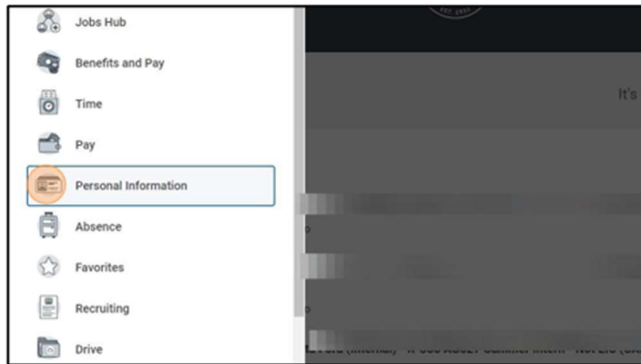 Jobs Hub
Benefits and Pay
It's
Time
Pay
Personal Information
Absence
Favorites
Recruiting
Drive